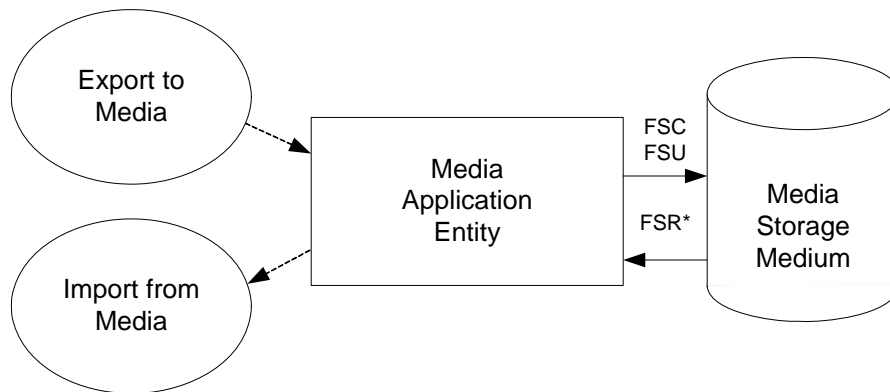 Export to
Media
Import from
Media
Media
Application
Entity
FSC
FSU
FSR*
Media
Storage
Medium